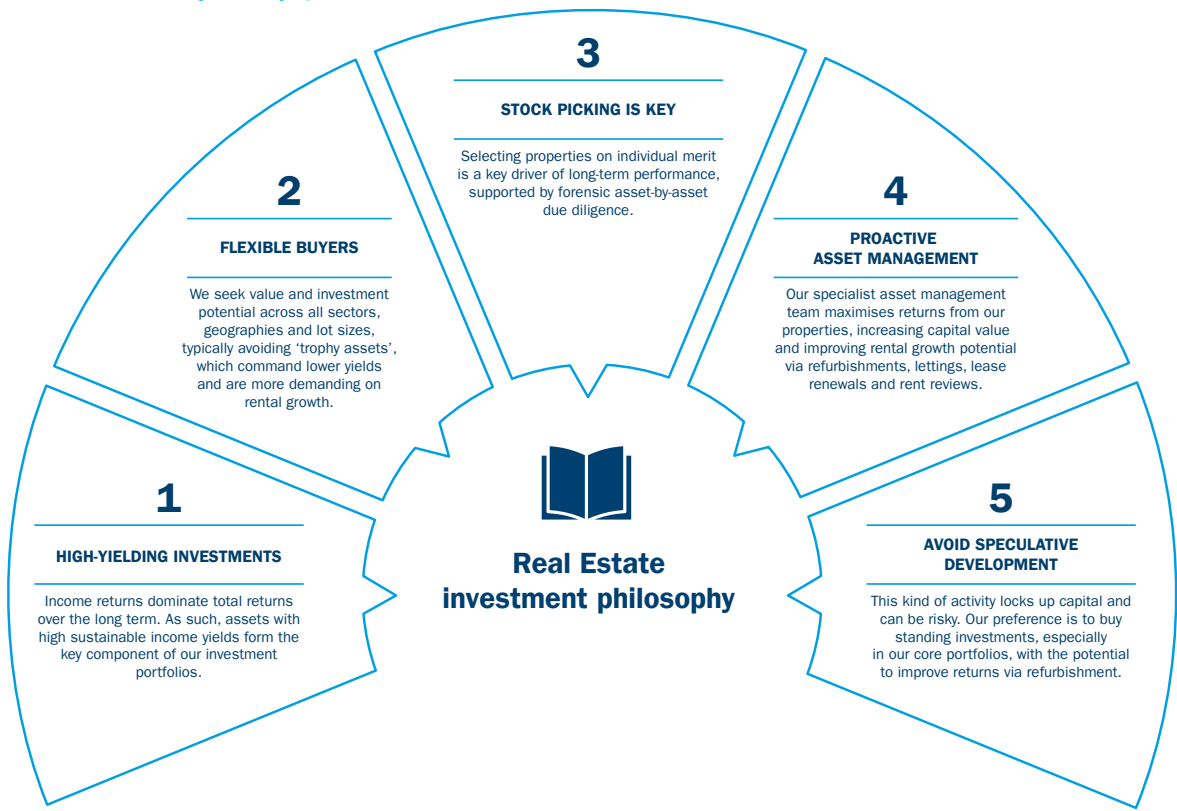 1
HIGH-YIELDING INVESTMENTS
Income returns dominate total returns
over the long term. As such, assets with
high sustainable income yields form the
key component of our investment
portfolios.
2
FLEXIBLE BUYERS
We seek value and investment
potential across all sectors,
geographies and lot sizes,
typically avoiding ‘trophy assets’,
which command lower yields
and are more demanding on
rental growth.
3
STOCK PICKING IS KEY
Selecting properties on individual merit
is a key driver of long-term performance,
supported by forensic asset-by-asset
due diligence.
4
PROACTIVE
ASSET MANAGEMENT
Our specialist asset management
team maximises returns from our
properties, increasing capital value
and improving rental growth potential
via refurbishments, lettings, lease
renewals and rent reviews.
5
AVOID SPECULATIVE
DEVELOPMENT
This kind of activity locks up capital and
can be risky. Our preference is to buy
standing investments, especially
in our core portfolios, with the potential
to improve returns via refurbishment.
Real Estate
investment philosophy